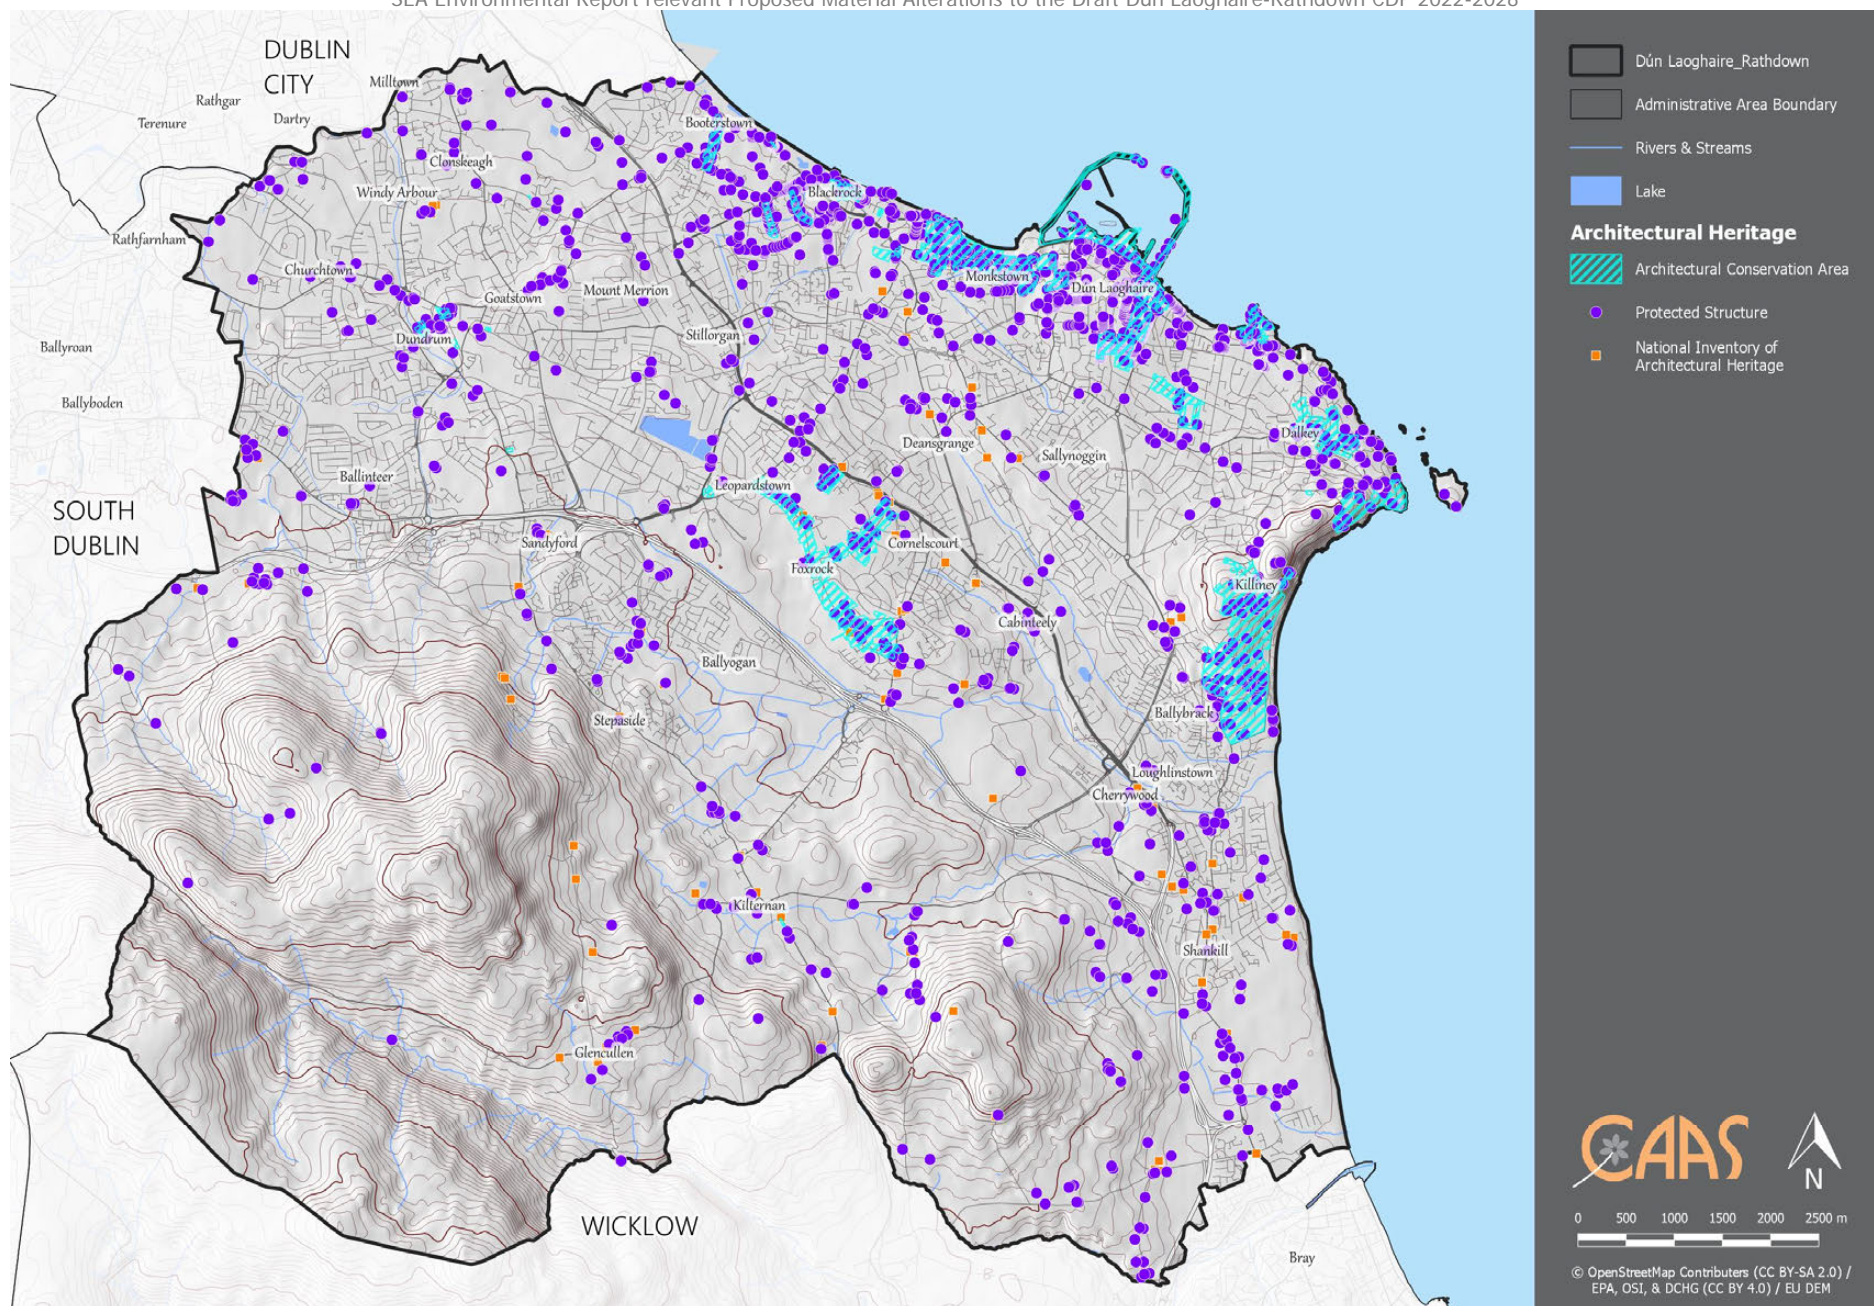 SEA Environmental Report relevant Proposed Material Alterations to the Draft Dún Laoghaire-Rathdown CDP 2022-2028
DUBLIN
CITY
Milltown
Rathgar
Terenure
Dartry
Booterstown
Clonskeagh
Windy Arbour
Blackrock
Rathfarnham
Churchtown
Goatstown
Mount Merrion
Monkstown
Dún Laoghaire
Dundrum
Stillorgan
Ballyroan
Ballyboden
Deansgrange
Dalkey
Sallynoggin
Ballinteer
Leopardstown
SOUTH
DUBLIN
Sandyford
Cornelscourt
Foxrock
Killiney
Cabinteely
Ballyogan
Stepaside
Ballybrack
Loughlinstown
Cherrywood
Kilternan
Shankill
Glencullen
WICKLOW
Bray
Dún Laoghaire_Rathdown
Administrative Area Boundary
Rivers & Streams
Lake
Architectural Heritage
Architectural Conservation Area
Protected Structure
National Inventory of
Architectural Heritage
CAAS
N
0 500 1000 1500 2000 2500 m
© OpenStreetMap Contributers (CC BY-SA 2.0) /
EPA, OSI, & DCHG (CC BY 4.0) / EU DEM